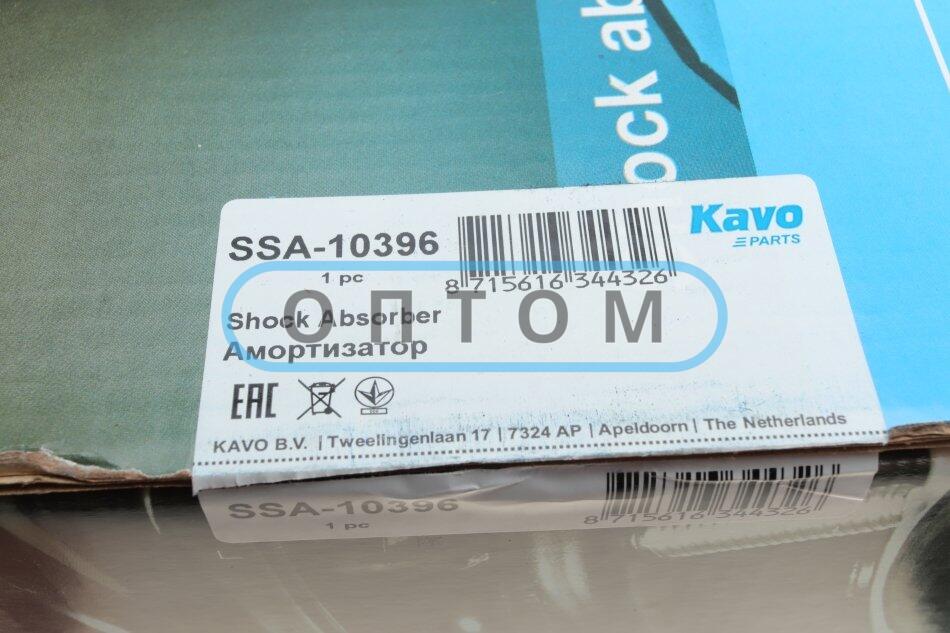 ock ab
Kavo
PARTS
SSA-10396
1 pc
8 715616 344326
Shock Absorber
Амортизатор
ОПТОМ
EAC
KAVO B.V. | Tweelingenlaan 17 | 7324 AP | Apeldoorn | The Netherlands
SSA-10396
1 pc
8 715616 344326